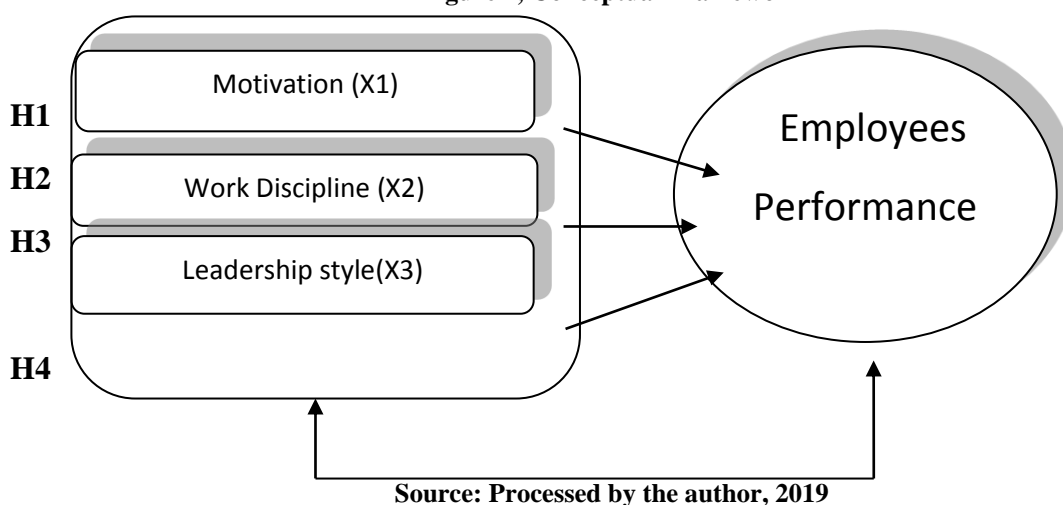 Motivation (X1)
H1
Employees
H2
Work Discipline (X2)
Performance
H3
Leadership style(X3)
H4
Source: Processed by the author, 2019